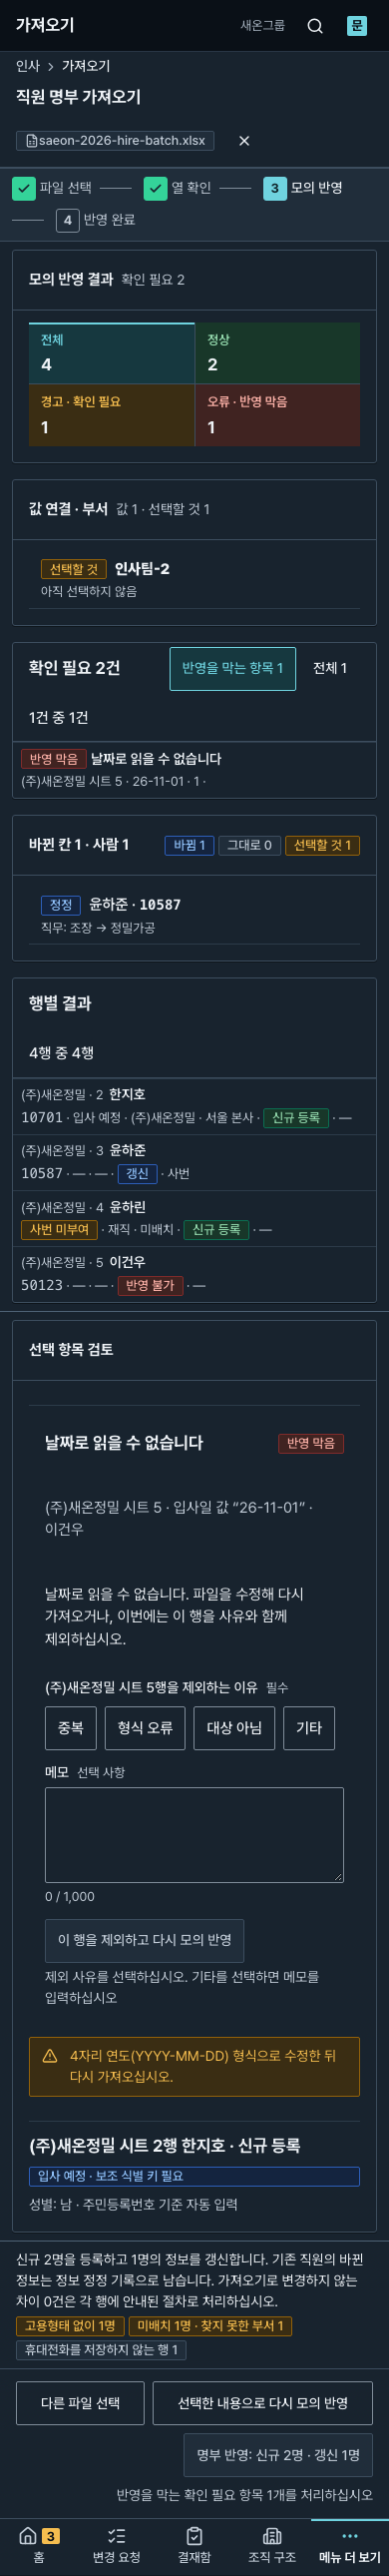 가져오기 새온그룹 문
인사 > 가져오기
직원 명부 가져오기
saeon-2026-hire-batch.xlsx
파일 선택 열 확인 3 모의 반영
4 반영 완료
모의 반영 결과 확인 필요 2
전체 정상
4 2
경고 · 확인 필요 오류 · 반영 막음
1 1
값 연결 · 부서 값 1 · 선택할 것 1
선택할 것 인사팀-2
아직 선택하지 않음
확인 필요 2건 반영을 막는 항목 1 전체 1
1건 중 1건
반영 막음 날짜로 읽을 수 없습니다
(주)새온정밀 시트 5 · 26-11-01 · 1 ·
바뀐 칸 1 · 사람 1 바뀜 1 그대로 0 선택할 것 1
정정 윤하준 · 10587
직무: 조장 → 정밀가공
행별 결과
4행 중 4행
(주)새온정밀 · 2 한지호
10701 · 입사 예정 · (주)새온정밀 · 서울 본사 · 신규 등록 · —
(주)새온정밀 · 3 윤하준
10587 · — · — · 갱신 · 사번
(주)새온정밀 · 4 윤하린
사번 미부여 · 재직 · 미배치 · 신규 등록 · —
(주)새온정밀 · 5 이건우
50123 · — · — · 반영 불가 · —
선택 항목 검토
날짜로 읽을 수 없습니다 반영 막음
(주)새온정밀 시트 5 · 입사일 값 “26-11-01” ·
이건우
날짜로 읽을 수 없습니다. 파일을 수정해 다시
가져오거나, 이번에는 이 행을 사유와 함께
제외하십시오.
(주)새온정밀 시트 5행을 제외하는 이유 필수
중복 형식 오류 대상 아님 기타
메모 선택 사항
0 / 1,000
이 행을 제외하고 다시 모의 반영
제외 사유를 선택하십시오. 기타를 선택하면 메모를
입력하십시오
4자리 연도(YYYY-MM-DD) 형식으로 수정한 뒤
다시 가져오십시오.
(주)새온정밀 시트 2행 한지호 · 신규 등록
입사 예정 · 보조 식별 키 필요
성별: 남 · 주민등록번호 기준 자동 입력
신규 2명을 등록하고 1명의 정보를 갱신합니다. 기존 직원의 바뀐
정보는 정보 정정 기록으로 남습니다. 가져오기로 변경하지 않는
차이 0건은 각 행에 안내된 절차로 처리하십시오.
고용형태 없이 1명 미배치 1명 · 찾지 못한 부서 1
휴대전화를 저장하지 않는 행 1
다른 파일 선택 선택한 내용으로 다시 모의 반영
명부 반영: 신규 2명 · 갱신 1명
반영을 막는 확인 필요 항목 1개를 처리하십시오
3
홈 변경 요청 결재함 조직 구조 메뉴 더 보기